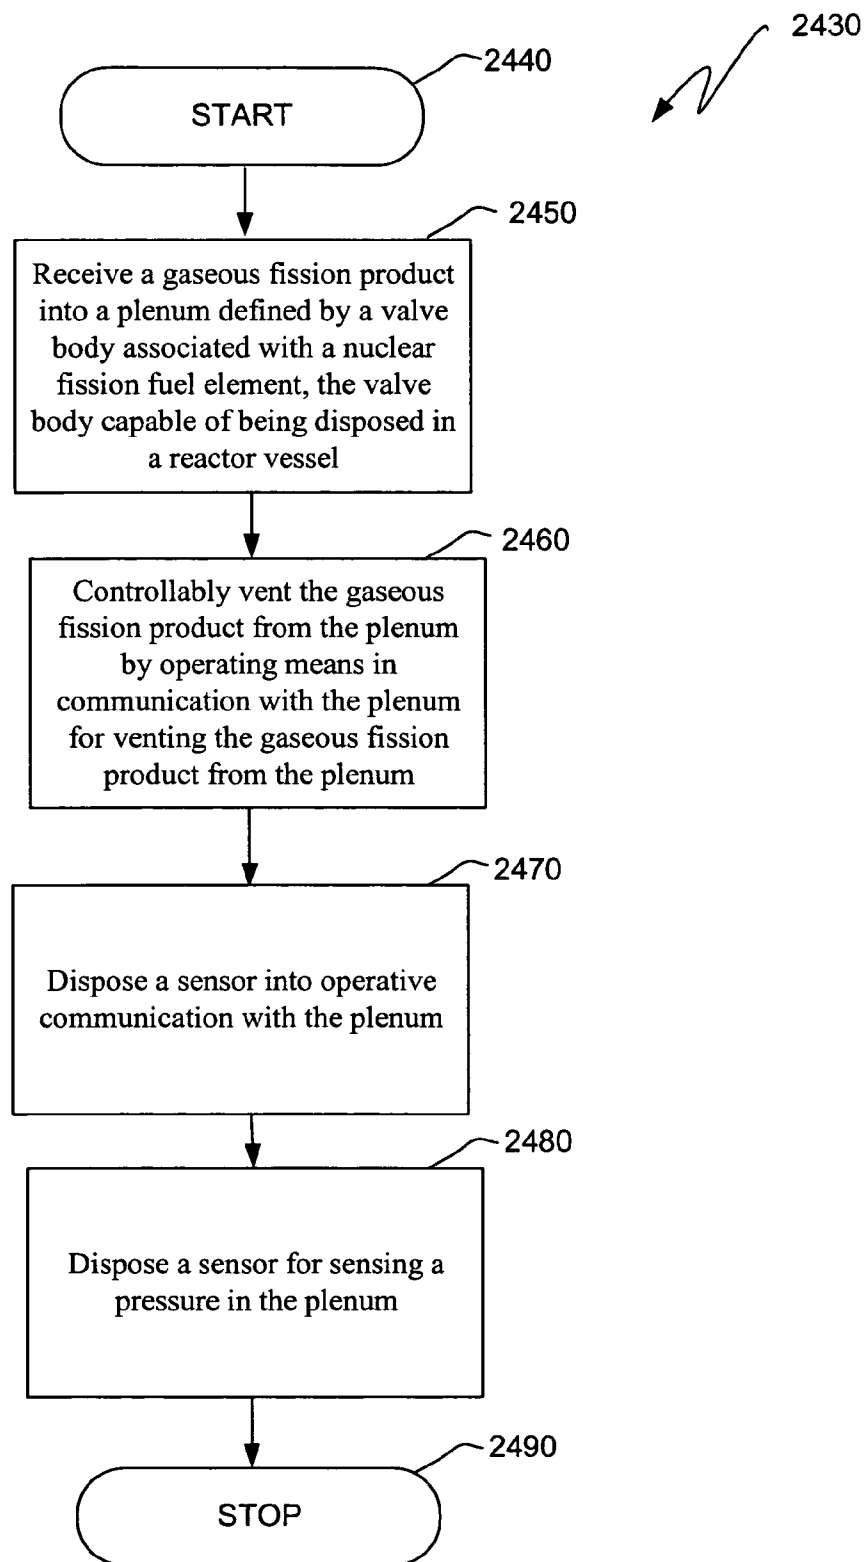 2430
2440
START
2450
Receive a gaseous fission product
into a plenum defined by a valve
body associated with a nuclear
fission fuel element, the valve
body capable of being disposed in
a reactor vessel
2460
Controllably vent the gaseous
fission product from the plenum
by operating means in
communication with the plenum
for venting the gaseous fission
product from the plenum
2470
Dispose a sensor into operative
communication with the plenum
2480
Dispose a sensor for sensing a
pressure in the plenum
2490
STOP